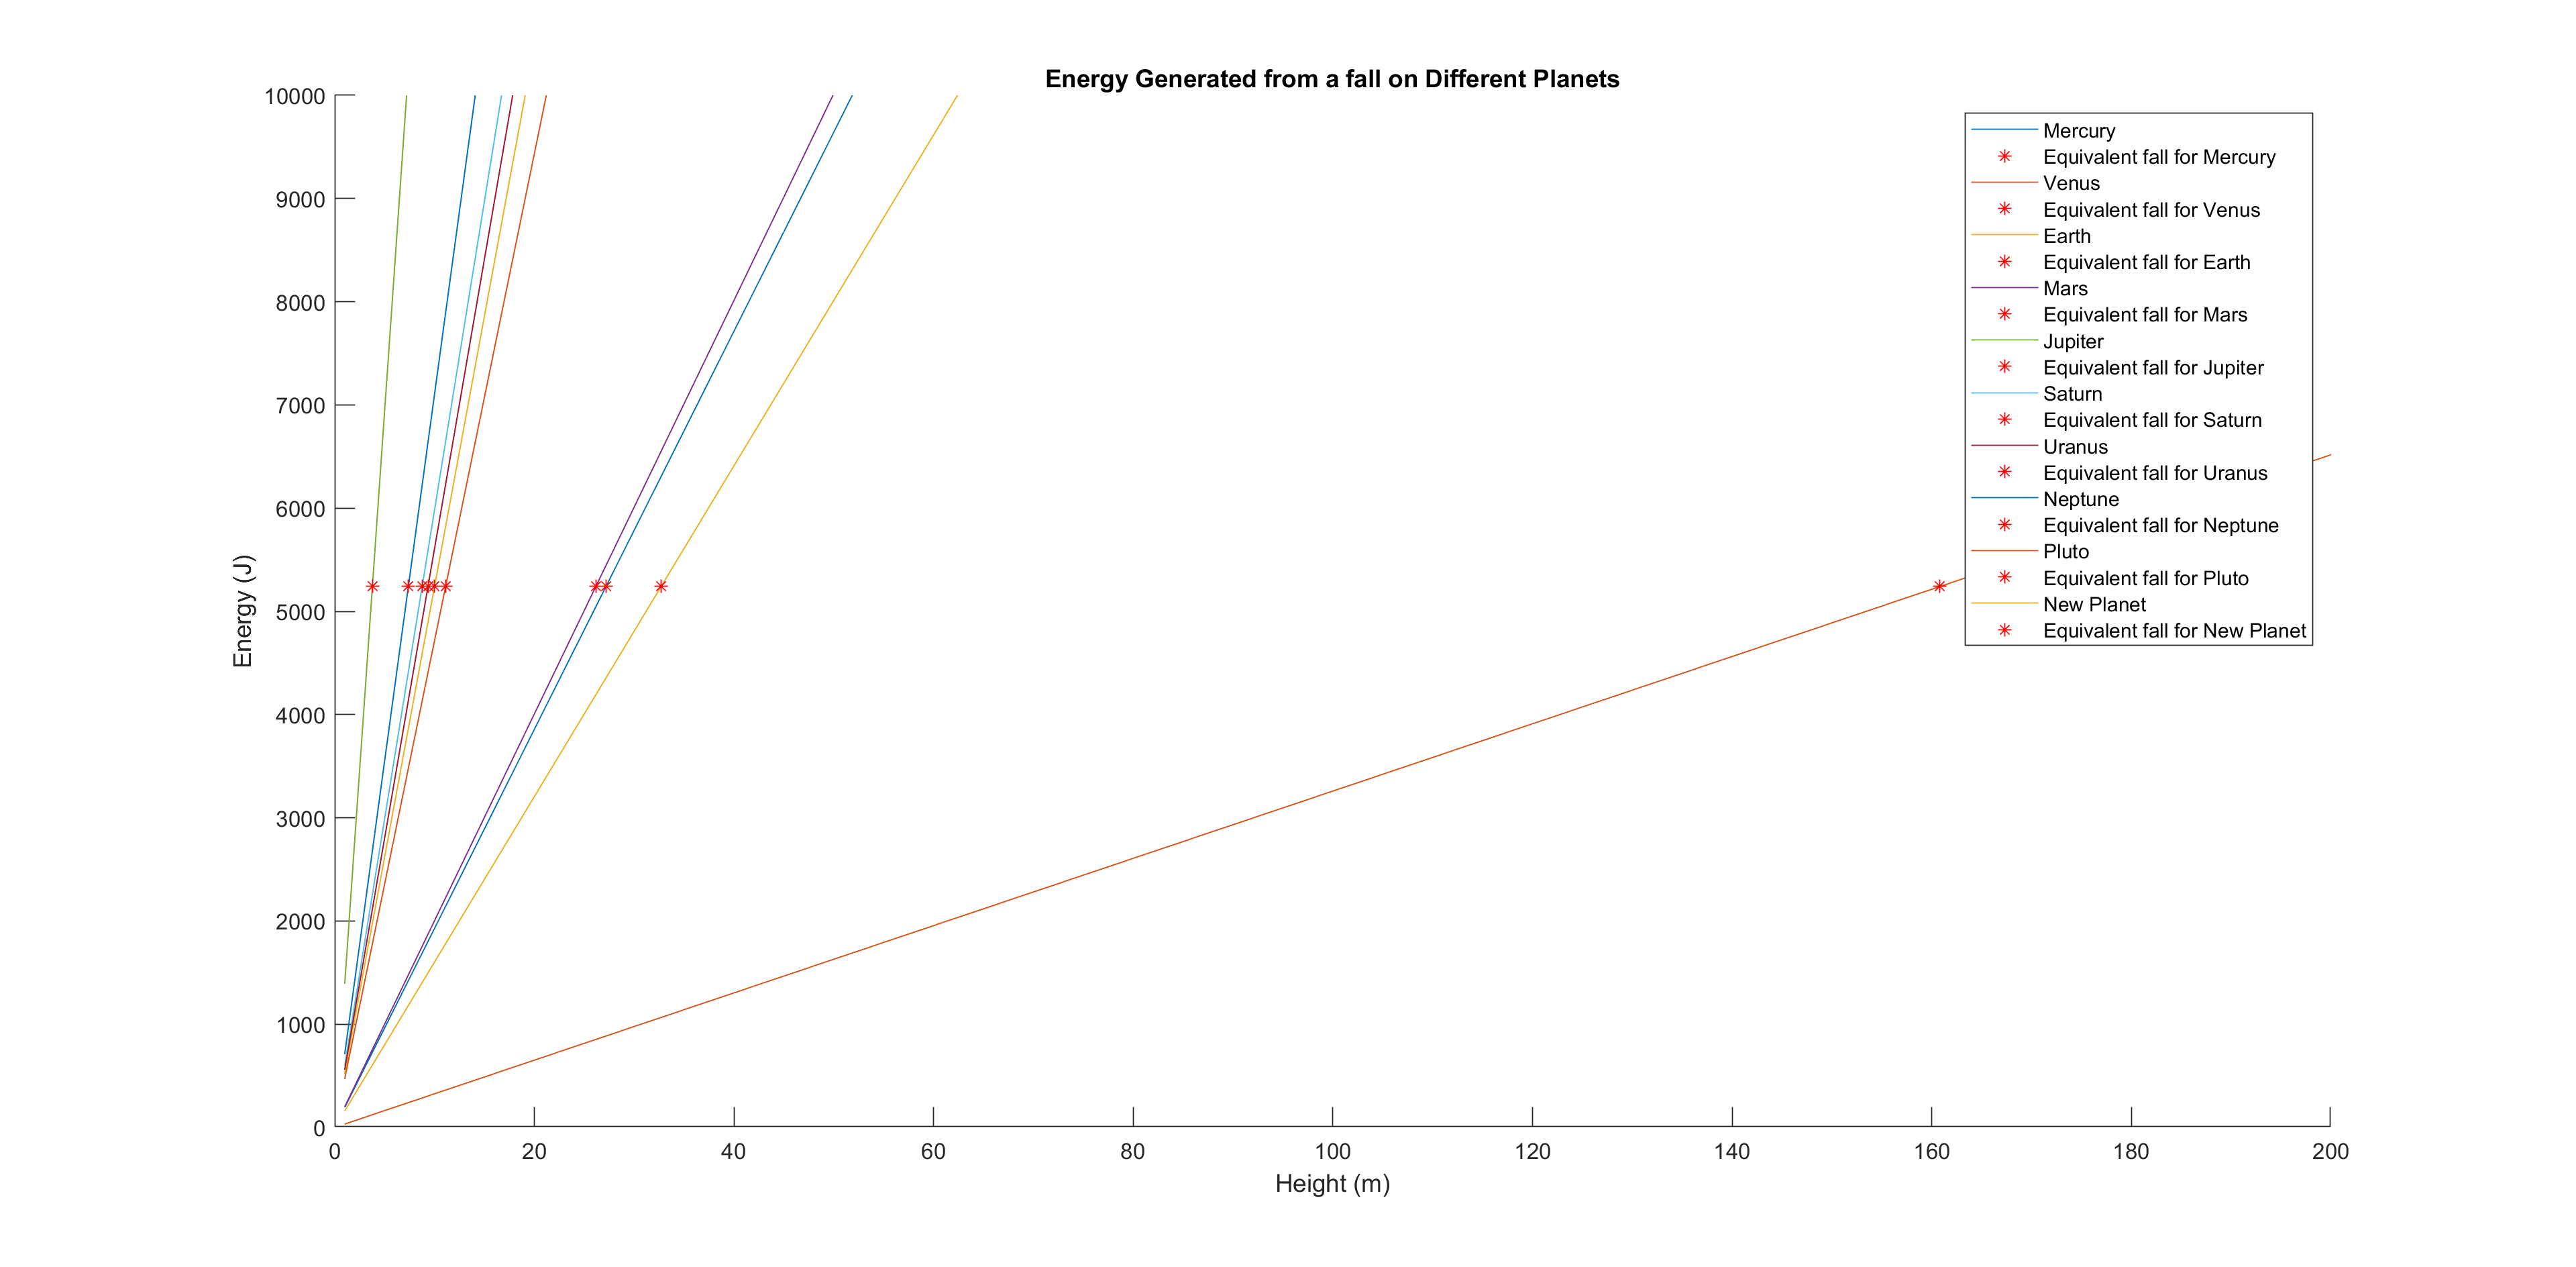 Energy Generated from a fall on Different Planets
10000
9000
8000
7000
6000
5000
4000
3000
2000
1000
0
Energy (J)
Mercury
Equivalent fall for Mercury
Venus
Equivalent fall for Venus
Earth
Equivalent fall for Earth
Mars
Equivalent fall for Mars
Jupiter
Equivalent fall for Jupiter
Saturn
Equivalent fall for Saturn
Uranus
Equivalent fall for Uranus
Neptune
Equivalent fall for Neptune
Pluto
Equivalent fall for Pluto
New Planet
Equivalent fall for New Planet
0 20 40 60 80 100 120 140 160 180 200
Height (m)